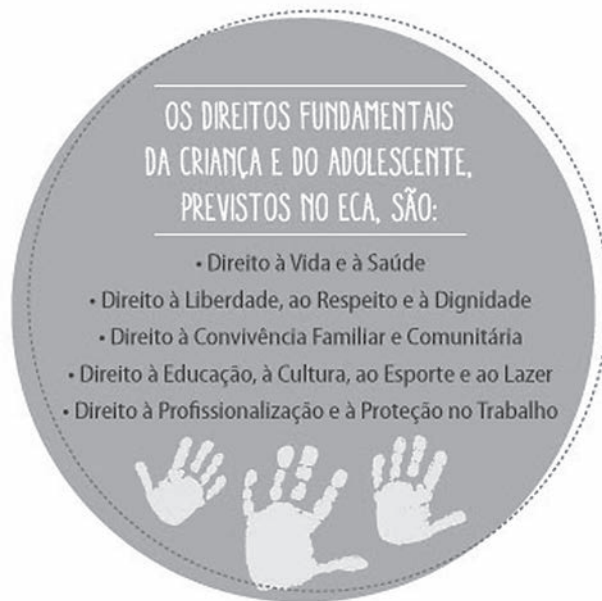 OS DIREITOS FUNDAMENTAIS
DA CRIANÇA E DO ADOLESCENTE,
PREVISTOS NO ECA, SÃO:
• Direito à Vida e à Saúde
• Direito à Liberdade, ao Respeito e à Dignidade
• Direito à Convivência Familiar e Comunitária
• Direito à Educação, à Cultura, ao Esporte e ao Lazer
• Direito à Profissionalização e à Proteção no Trabalho